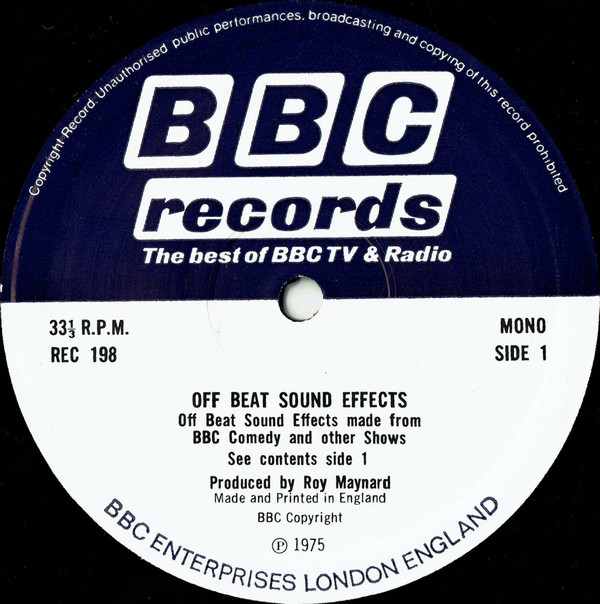 Copyright Record: Unauthorised public performances, broadcasting and copying of this record prohibited
BBC
records
The best of BBC TV & Radio
33⅓ R.P.M.
REC 198
MONO
SIDE 1
OFF BEAT SOUND EFFECTS
Off Beat Sound Effects made from
BBC Comedy and other Shows
See contents side 1
Produced by Roy Maynard
Made and Printed in England
BBC Copyright
℗ 1975
BBC ENTERPRISES LONDON ENGLAND